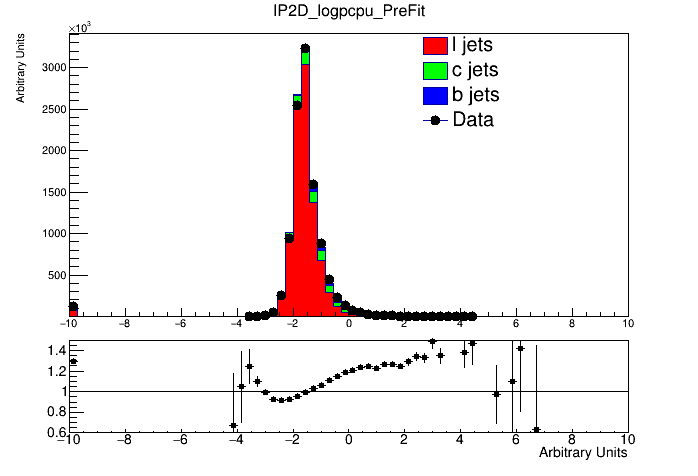 IP2D_logpcpu_PreFit
×10³
Arbitrary Units
3000
2500
2000
1500
1000
500
l jets
c jets
b jets
Data
−10 −8 −6 −4 −2 0 2 4 6 8 10
1.4
1.2
1
0.8
0.6
−10 −8 −6 −4 −2 0 2 4 6 8 10
Arbitrary Units